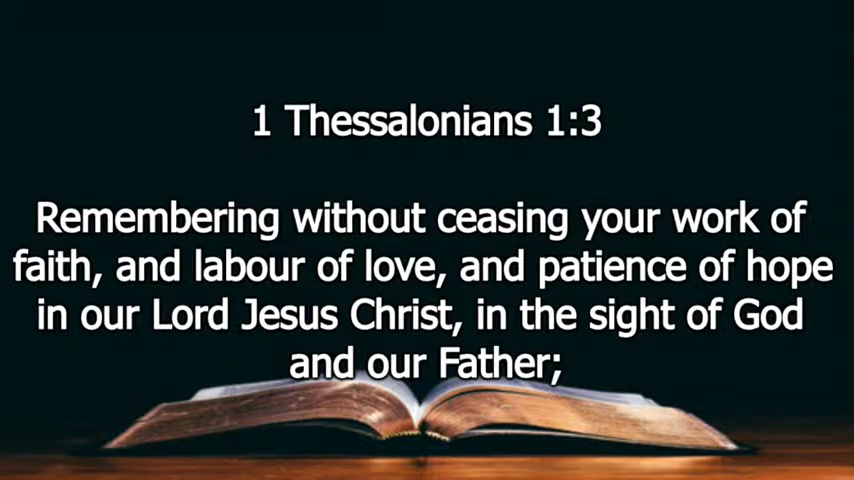 1 Thessalonians 1:3
Remembering without ceasing your work of
faith, and labour of love, and patience of hope
in our Lord Jesus Christ, in the sight of God
and our Father;